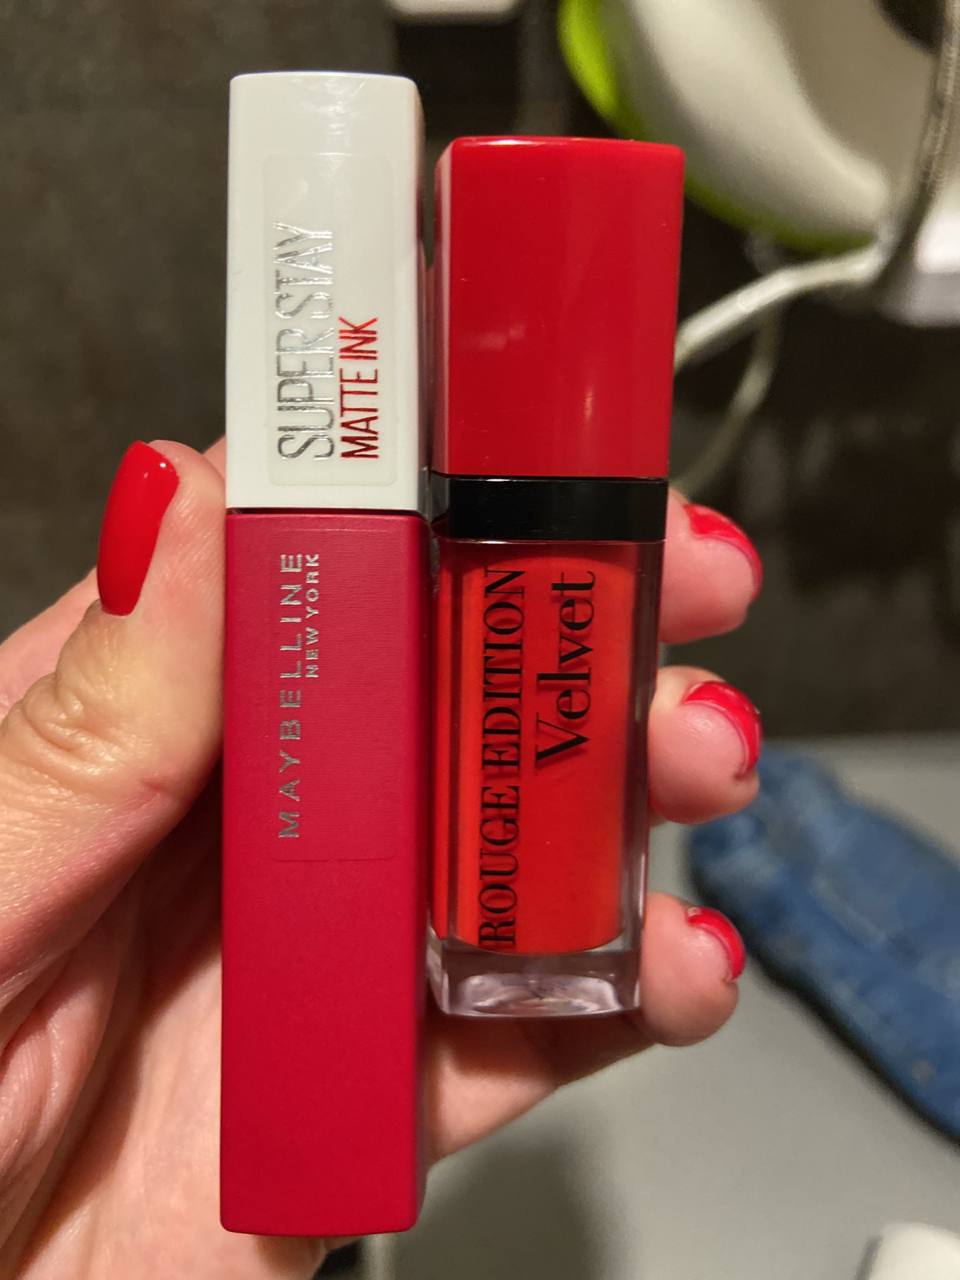 SUPER STAY
MATTE INK
MAYBELLINE
NEW YORK
ROUGE EDITION
Velvet